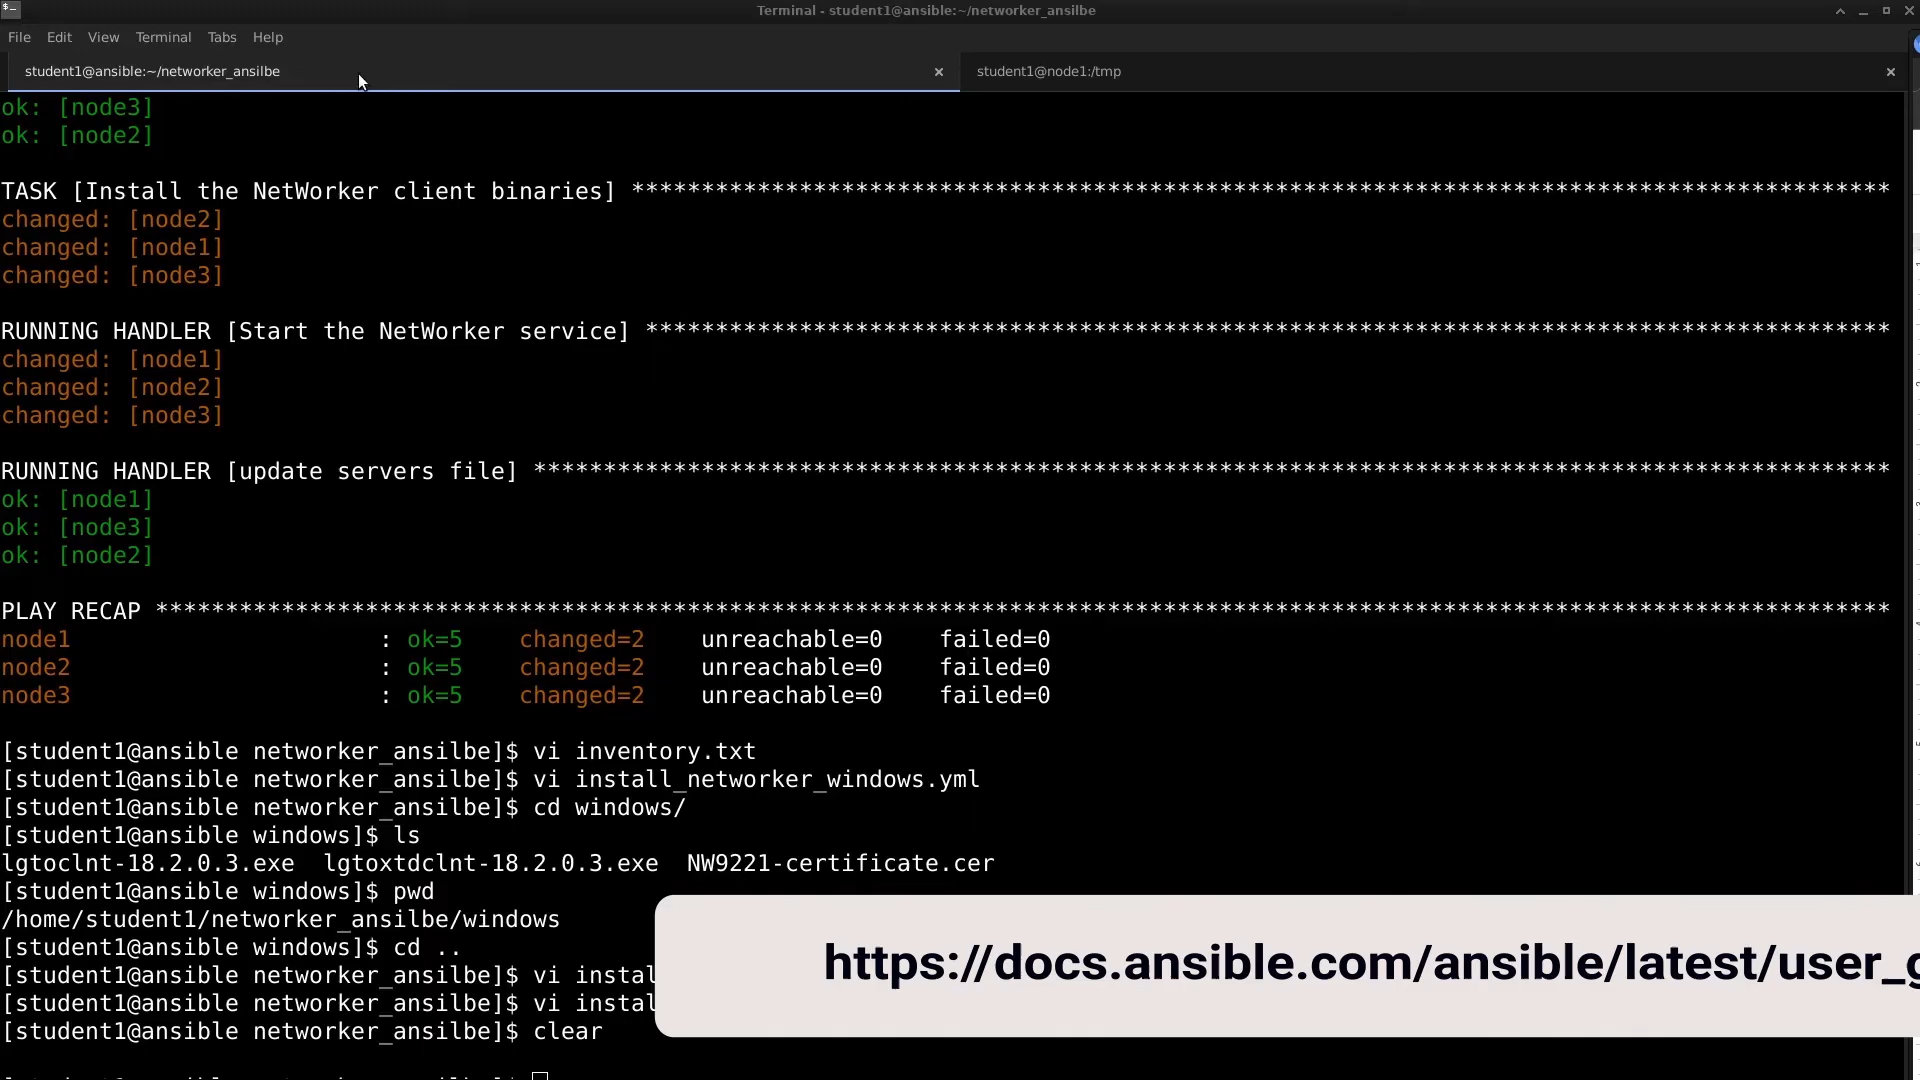 Terminal - student1@ansible:~/networker_ansilbe
File Edit View Terminal Tabs Help
student1@ansible:~/networker_ansilbe
student1@node1:/tmp
ok: [node3]
ok: [node2]
TASK [Install the NetWorker client binaries] ******************************************************************************************
changed: [node2]
changed: [node1]
changed: [node3]
RUNNING HANDLER [Start the NetWorker service] *****************************************************************************************
changed: [node1]
changed: [node2]
changed: [node3]
RUNNING HANDLER [update servers file] *************************************************************************************************
ok: [node1]
ok: [node3]
ok: [node2]
PLAY RECAP ****************************************************************************************************************************
node1                      : ok=5    changed=2    unreachable=0    failed=0
node2                      : ok=5    changed=2    unreachable=0    failed=0
node3                      : ok=5    changed=2    unreachable=0    failed=0
[student1@ansible networker_ansilbe]$ vi inventory.txt
[student1@ansible networker_ansilbe]$ vi install_networker_windows.yml
[student1@ansible networker_ansilbe]$ cd windows/
[student1@ansible windows]$ ls
lgtoclnt-18.2.0.3.exe  lgtoxtdclnt-18.2.0.3.exe  NW9221-certificate.cer
[student1@ansible windows]$ pwd
/home/student1/networker_ansilbe/windows
[student1@ansible windows]$ cd ..
[student1@ansible networker_ansilbe]$ vi instal
[student1@ansible networker_ansilbe]$ vi instal
[student1@ansible networker_ansilbe]$ clear
https://docs.ansible.com/ansible/latest/user_g